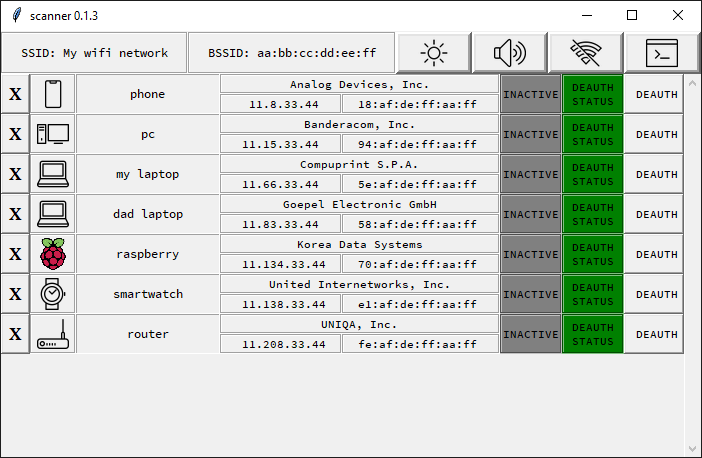 scanner 0.1.3
SSID: My wifi network
BSSID: aa:bb:cc:dd:ee:ff
X
phone
Analog Devices, Inc.
11.8.33.44
18:af:de:ff:aa:ff
INACTIVE
DEAUTH
STATUS
DEAUTH
X
pc
Banderacom, Inc.
11.15.33.44
94:af:de:ff:aa:ff
INACTIVE
DEAUTH
STATUS
DEAUTH
X
my laptop
Compuprint S.P.A.
11.66.33.44
5e:af:de:ff:aa:ff
INACTIVE
DEAUTH
STATUS
DEAUTH
X
dad laptop
Goepel Electronic GmbH
11.83.33.44
58:af:de:ff:aa:ff
INACTIVE
DEAUTH
STATUS
DEAUTH
X
raspberry
Korea Data Systems
11.134.33.44
70:af:de:ff:aa:ff
INACTIVE
DEAUTH
STATUS
DEAUTH
X
smartwatch
United Internetworks, Inc.
11.138.33.44
e1:af:de:ff:aa:ff
INACTIVE
DEAUTH
STATUS
DEAUTH
X
router
UNIQA, Inc.
11.208.33.44
fe:af:de:ff:aa:ff
INACTIVE
DEAUTH
STATUS
DEAUTH